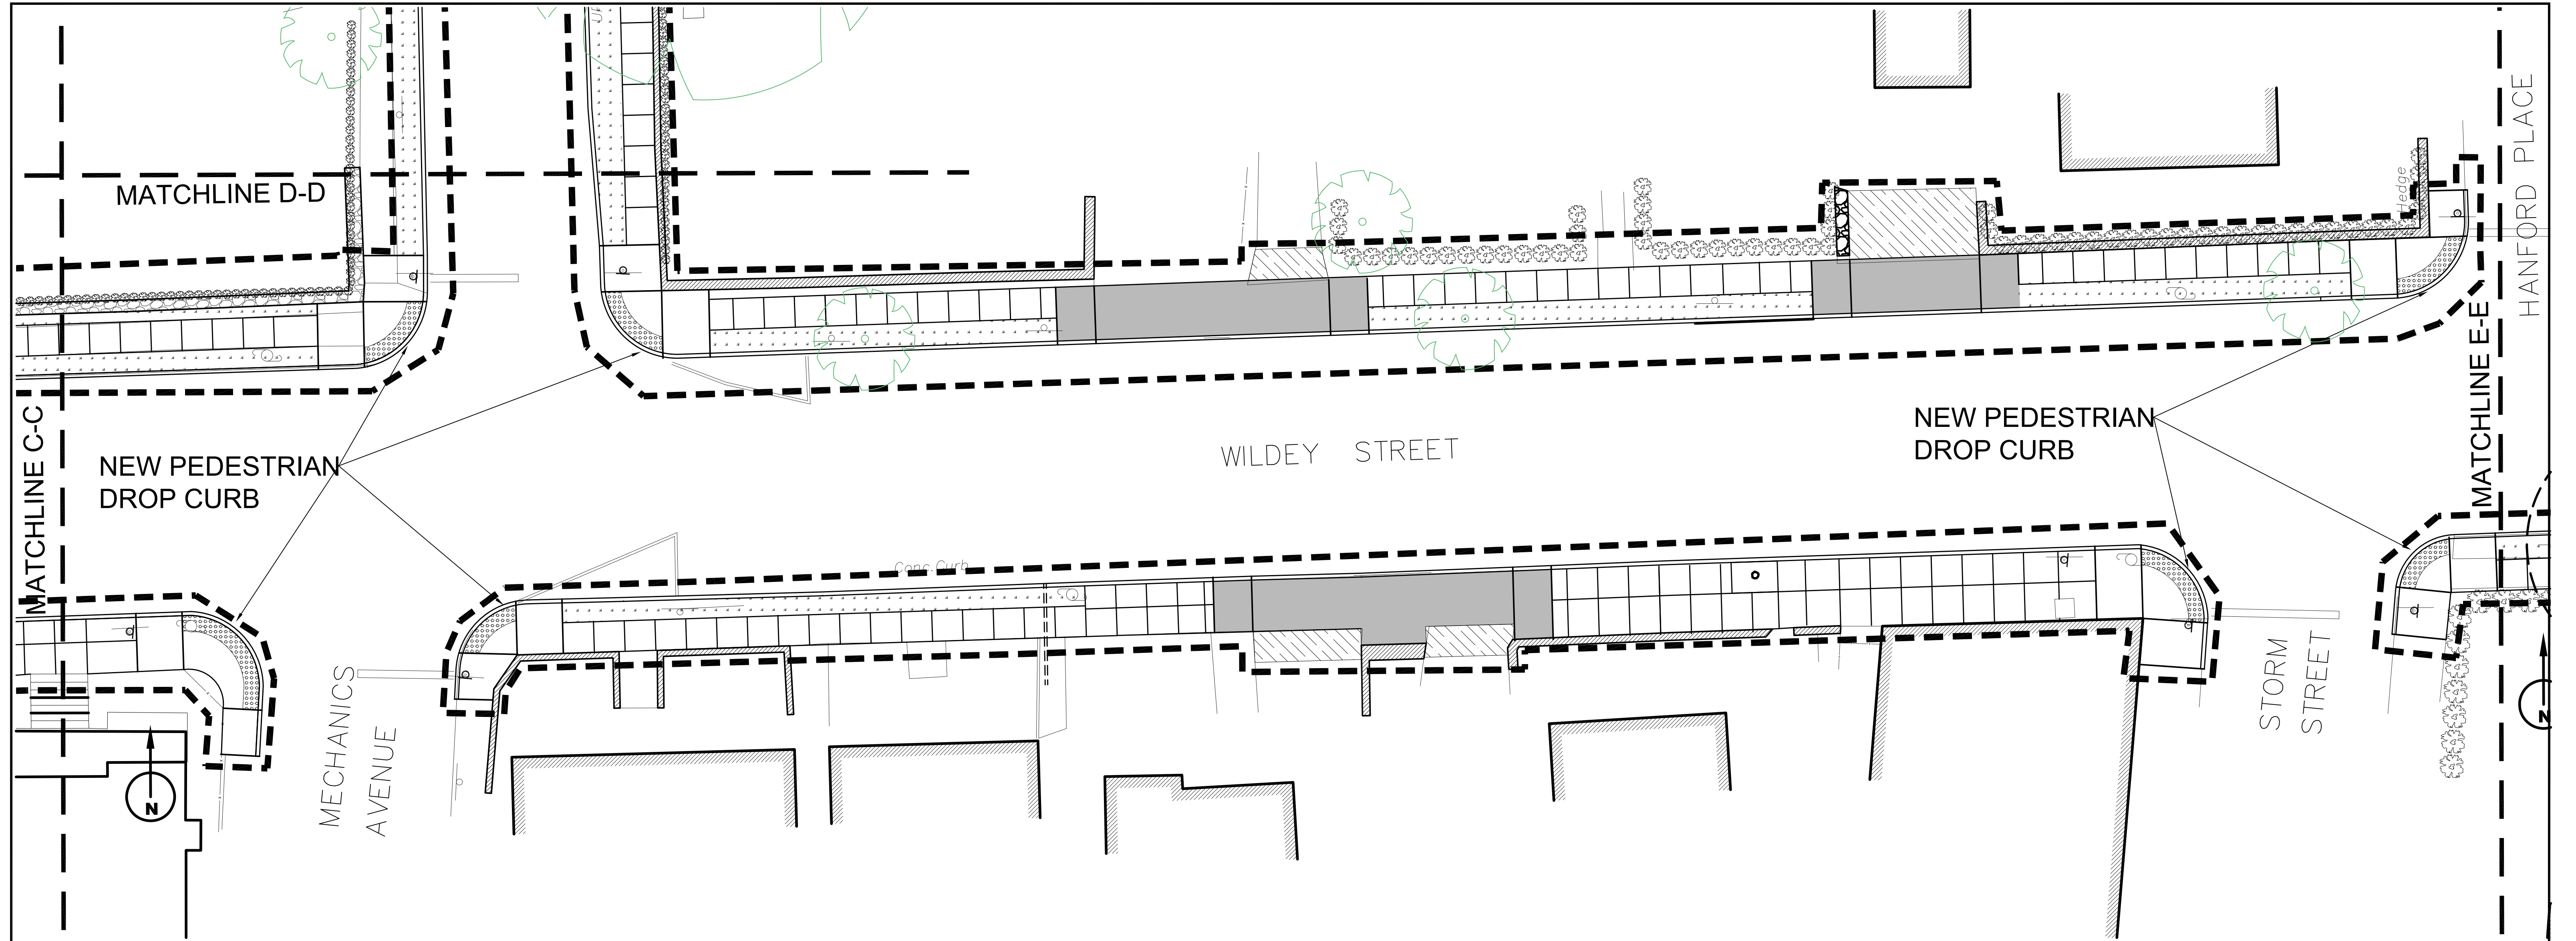 MATCHLINE D-D
HANFORD PLACE
Hedge
MATCHLINE E-E
MATCHLINE C-C
NEW PEDESTRIAN
DROP CURB
WILDEY STREET
NEW PEDESTRIAN
DROP CURB
Conc. Curb
MECHANICS
AVENUE
STORM
STREET
N
N